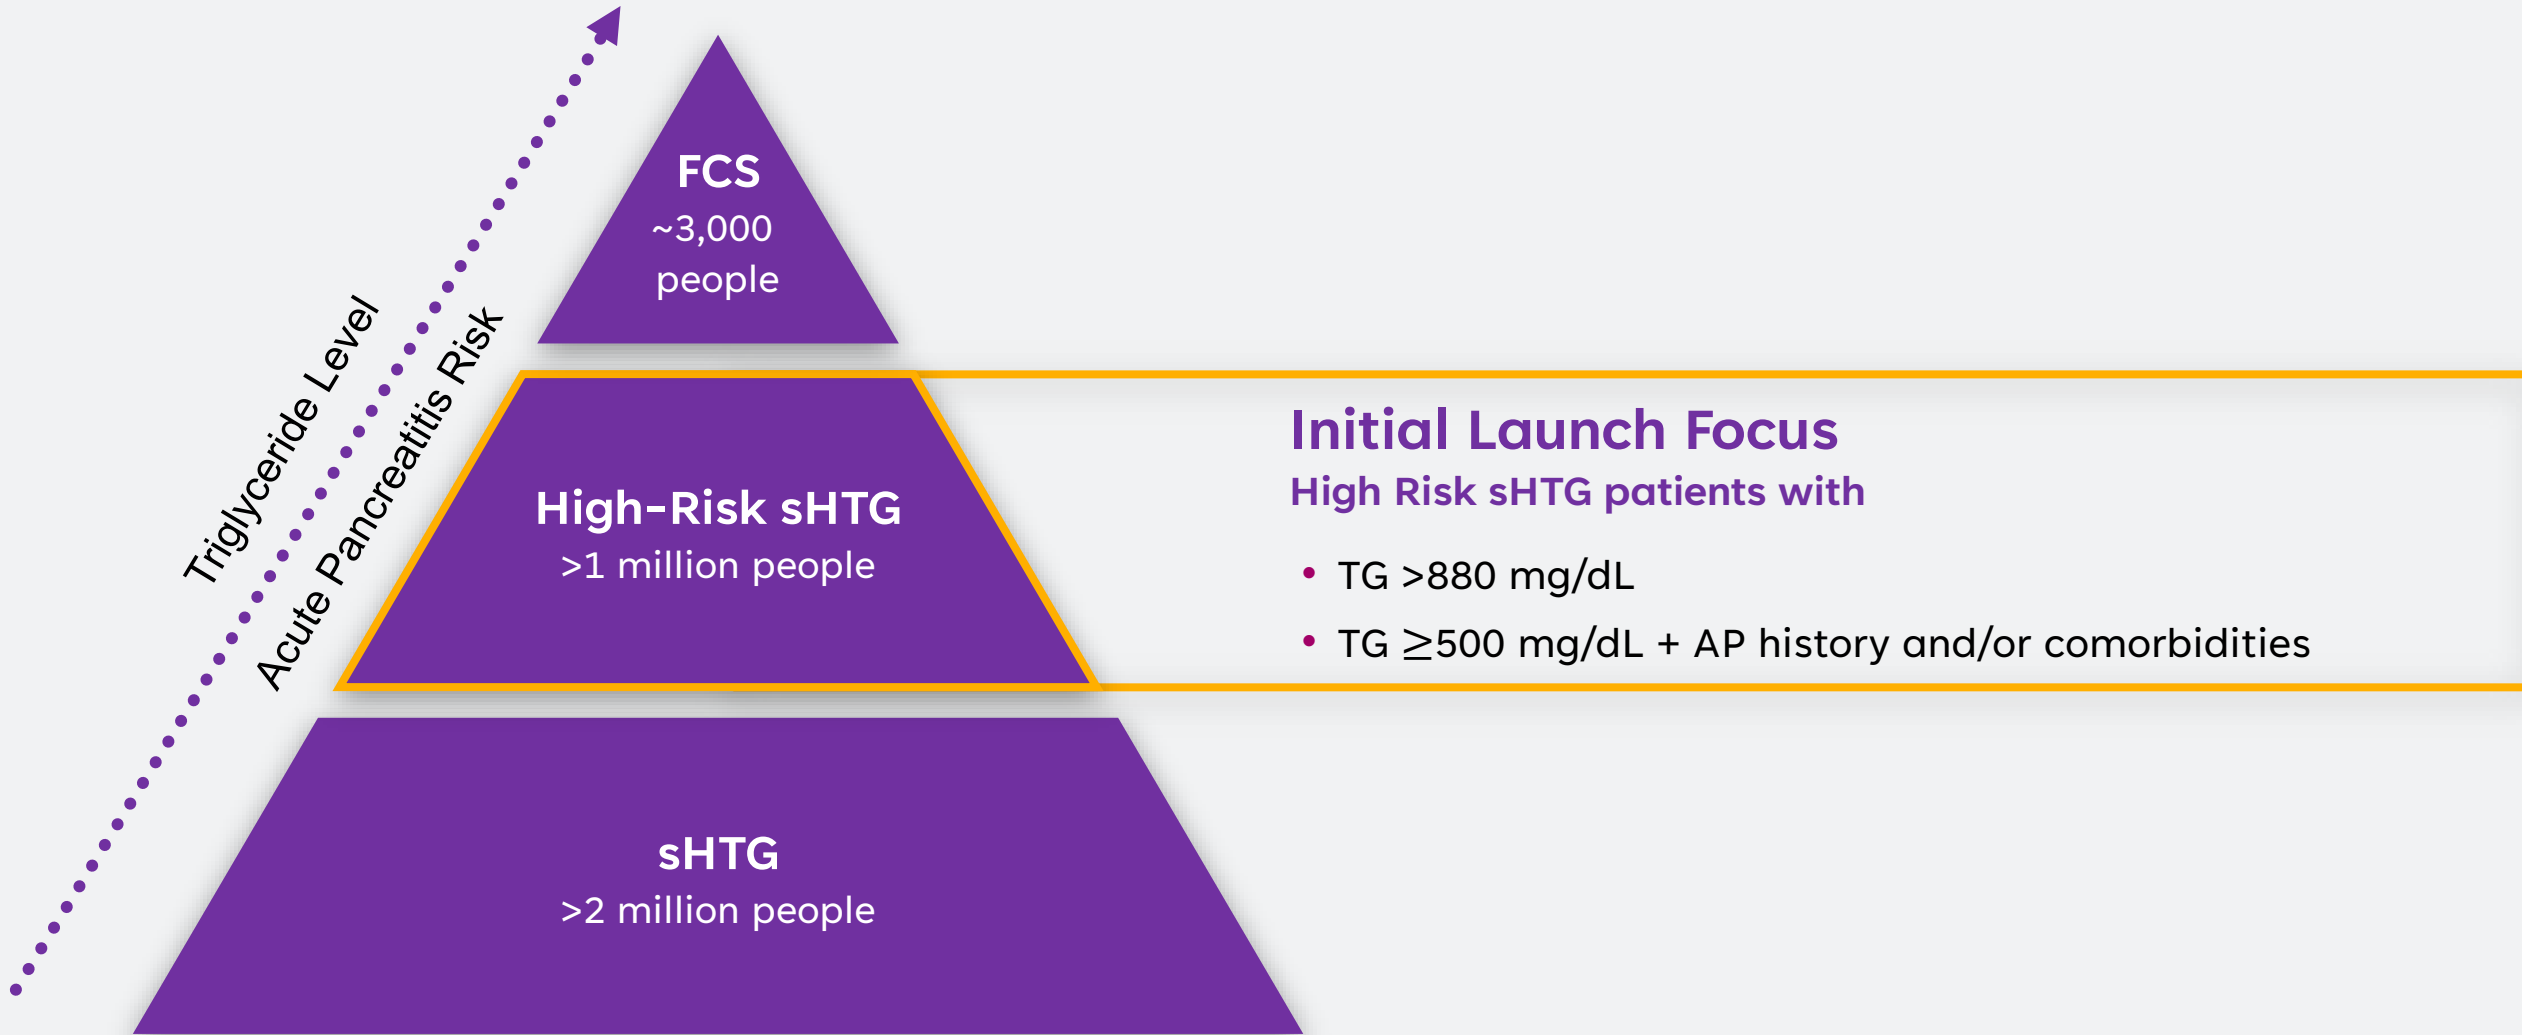 Triglyceride Level
Acute Pancreatitis Risk
FCS
~3,000
people
High-Risk sHTG
>1 million people
sHTG
>2 million people
Initial Launch Focus
High Risk sHTG patients with
• TG >880 mg/dL
• TG ≥500 mg/dL + AP history and/or comorbidities